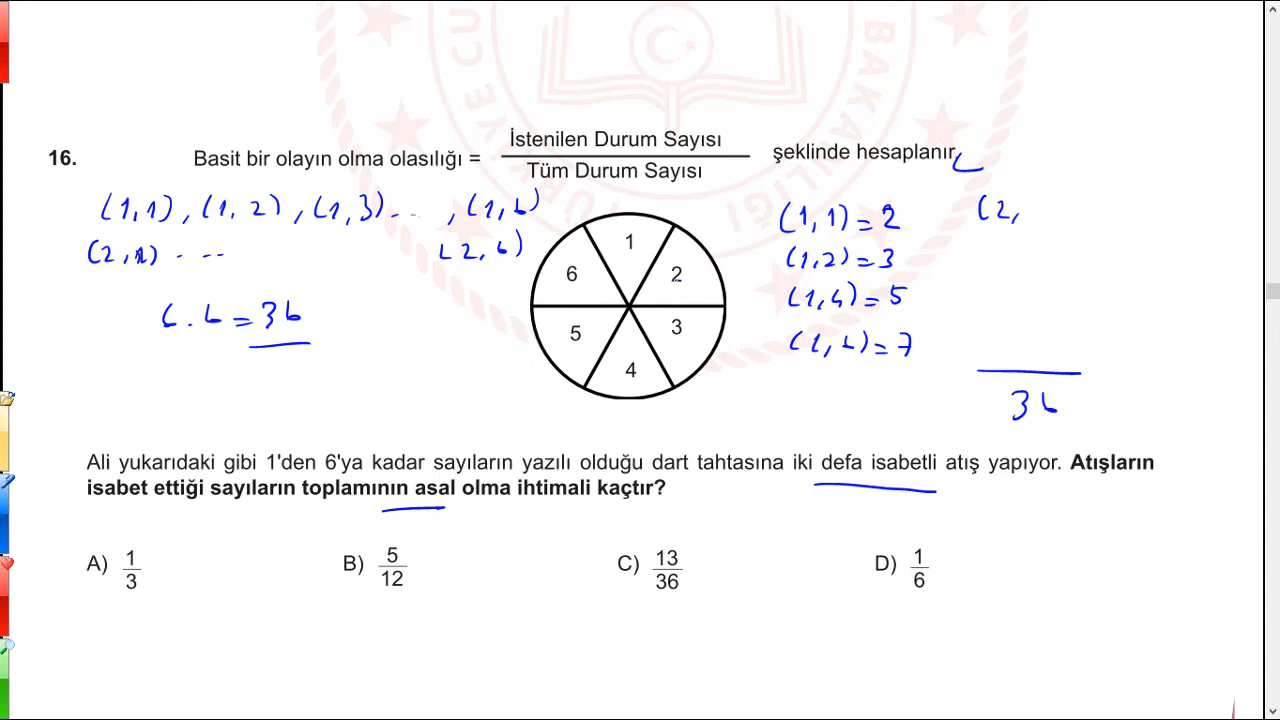 16. Basit bir olayın olma olasılığı = İstenilen Durum Sayısı / Tüm Durum Sayısı şeklinde hesaplanır.
(1,1), (1,2), (1,3)--.., (1,6)
(2,1) - -- (2,6)
6.6=36
1
2
3
4
5
6
(1,1)=2
(1,2)=3
(1,4)=5
(1,6)=7
(2,
36
Ali yukarıdaki gibi 1'den 6'ya kadar sayıların yazılı olduğu dart tahtasına iki defa isabetli atış yapıyor. Atışların
isabet ettiği sayıların toplamının asal olma ihtimali kaçtır?
A) 1/3 B) 5/12 C) 13/36 D) 1/6